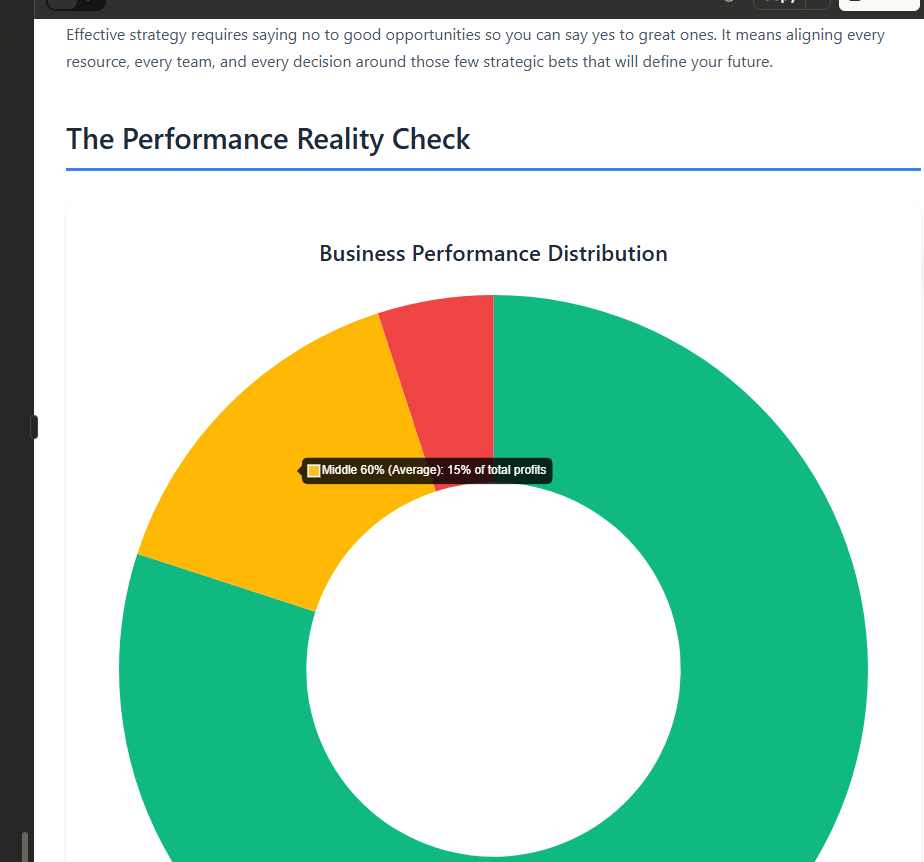 Effective strategy requires saying no to good opportunities so you can say yes to great ones. It means aligning every
resource, every team, and every decision around those few strategic bets that will define your future.
The Performance Reality Check
Business Performance Distribution
Middle 60% (Average): 15% of total profits